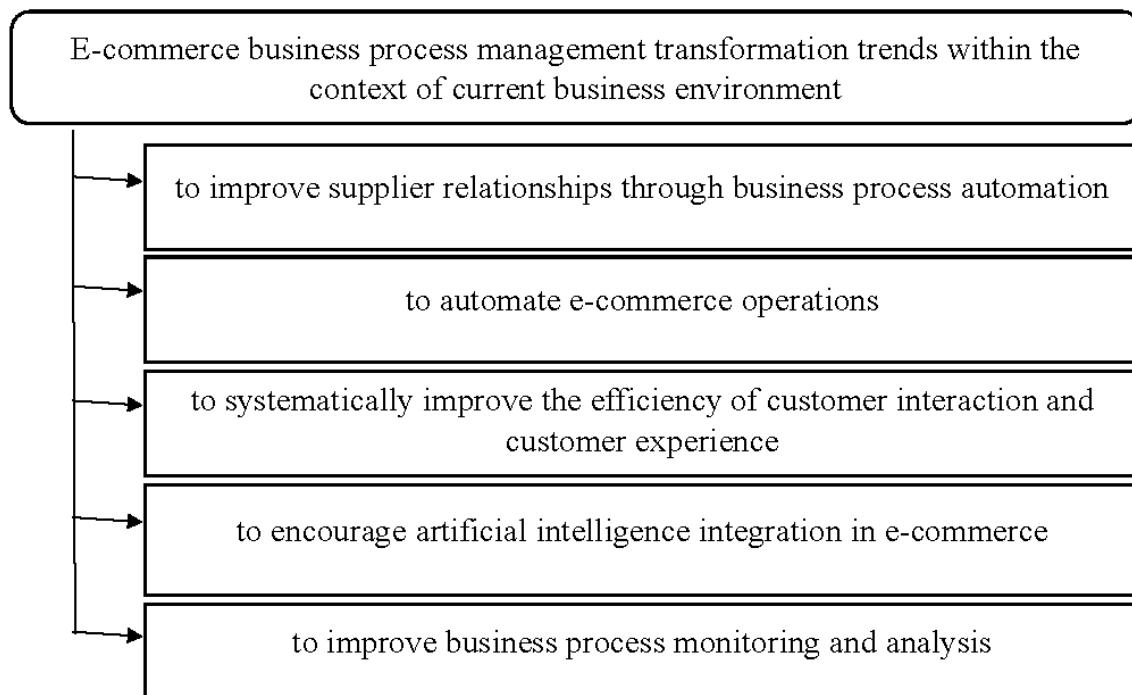 E-commerce business process management transformation trends within the
context of current business environment
to improve supplier relationships through business process automation
to automate e-commerce operations
to systematically improve the efficiency of customer interaction and
customer experience
to encourage artificial intelligence integration in e-commerce
to improve business process monitoring and analysis